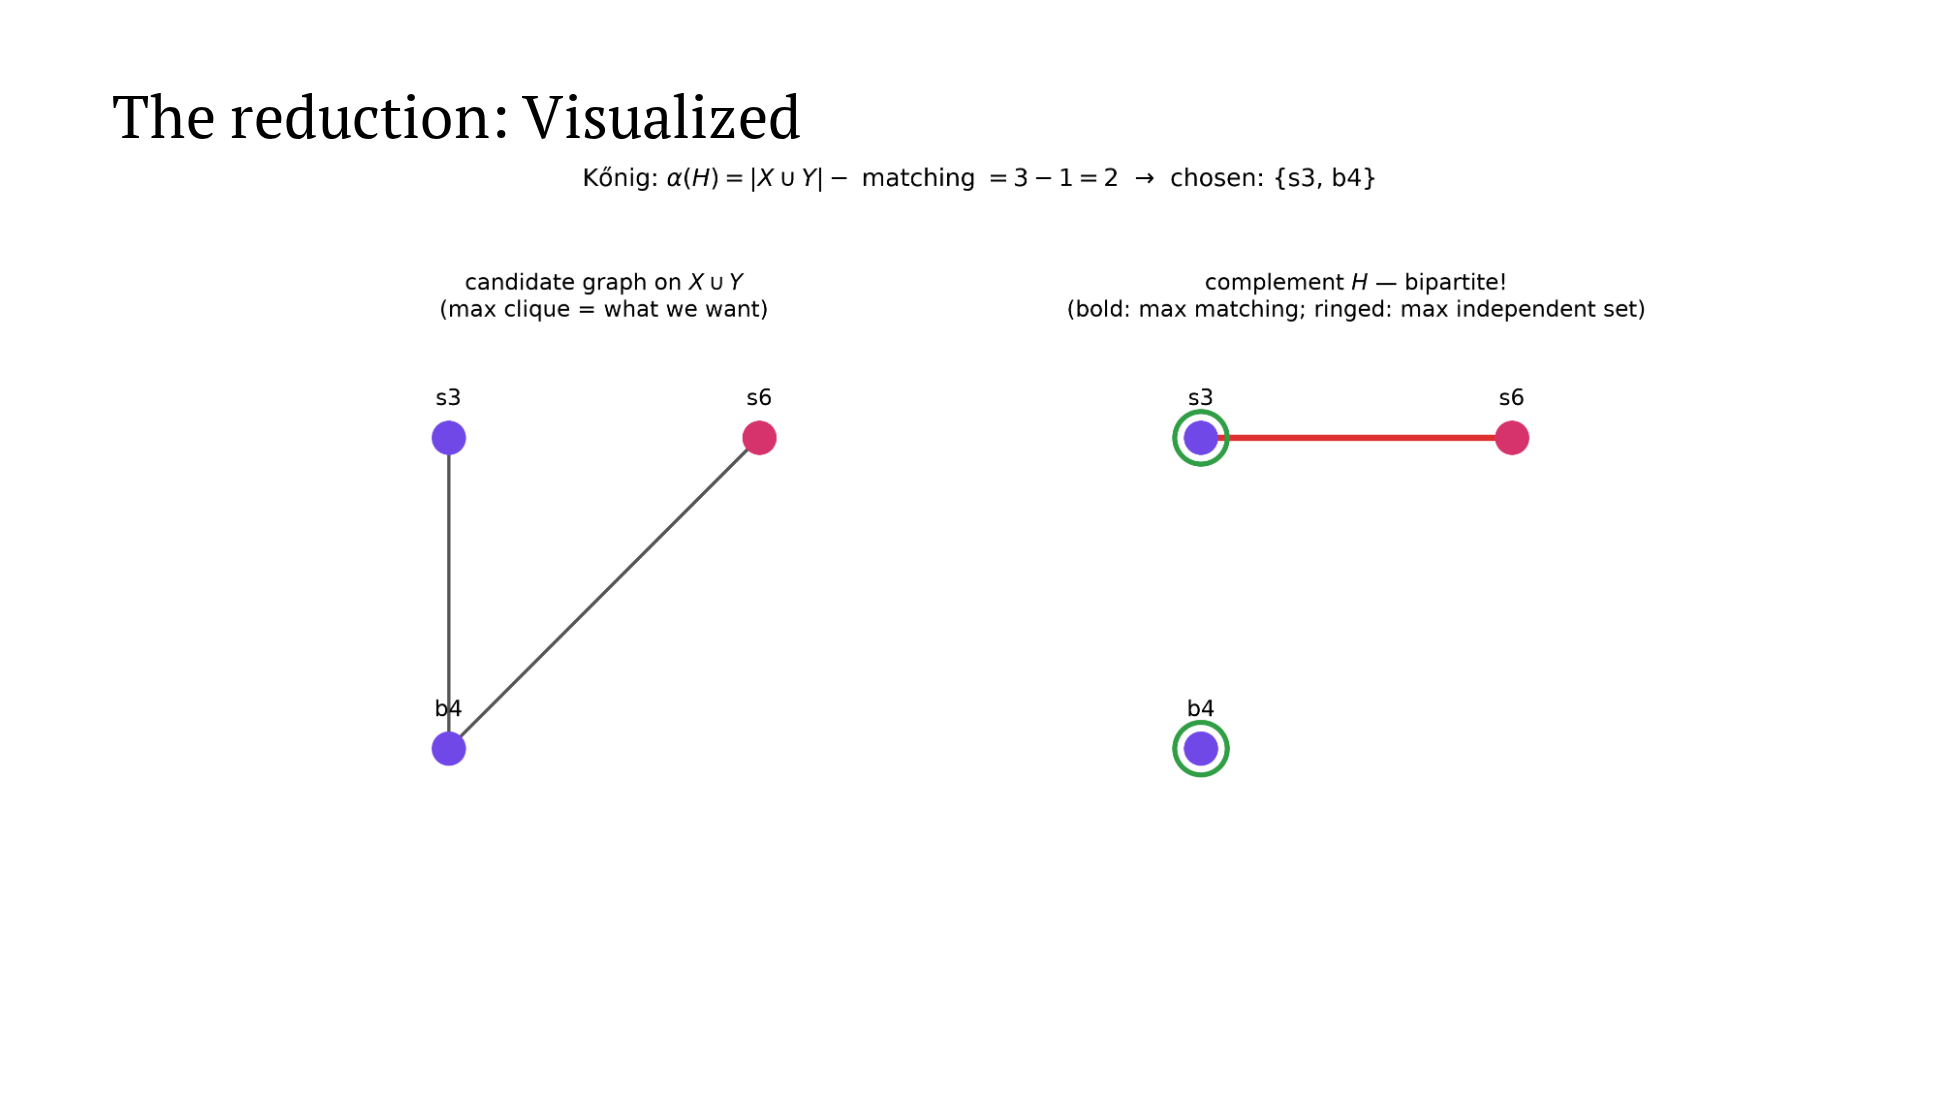 The reduction: Visualized
Kőnig: α(H) = |X ∪ Y| − matching = 3 − 1 = 2 → chosen: {s3, b4}
candidate graph on X ∪ Y
(max clique = what we want)
complement H — bipartite!
(bold: max matching; ringed: max independent set)
s3
s6
b4
s3
s6
b4